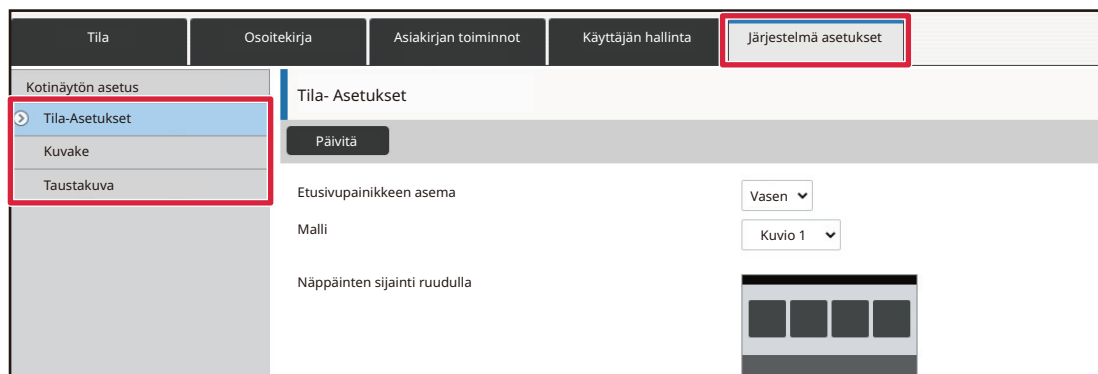 Tila
Osoitekirja
Asiakirjan toiminnot
Käyttäjän hallinta
Järjestelmä asetukset
Kotinäytön asetus
Tila-Asetukset
Kuvake
Taustakuva
Tila- Asetukset
Päivitä
Etusivupainikkeen asema
Vasen
Malli
Kuvio 1
Näppäinten sijainti ruudulla